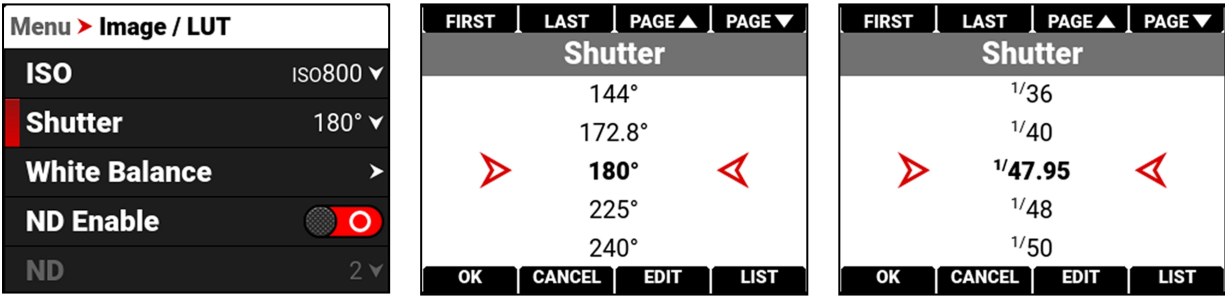 Menu ➤ Image / LUT
ISO ISO800
Shutter 180°
White Balance
ND Enable
ND 2
FIRST LAST PAGE▲ PAGE▼
Shutter
144°
172.8°
180°
225°
240°
OK CANCEL EDIT LIST
FIRST LAST PAGE▲ PAGE▼
Shutter
1/36
1/40
1/47.95
1/48
1/50
OK CANCEL EDIT LIST